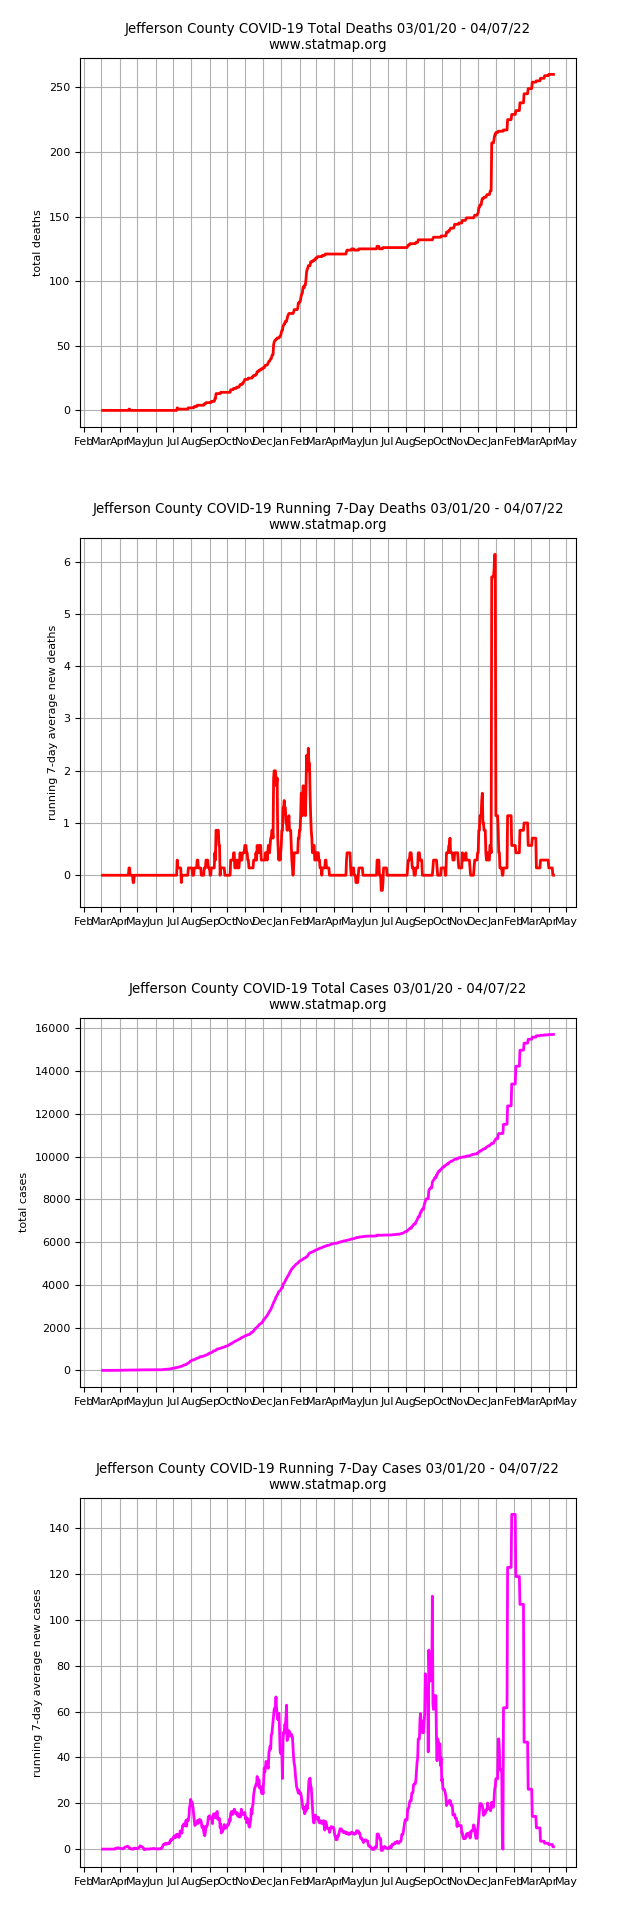 Jefferson County COVID-19 Total Deaths 03/01/20 - 04/07/22
www.statmap.org
250
200
150
100
50
0
total deaths
Feb Mar Apr May Jun Jul Aug Sep Oct Nov Dec Jan Feb Mar Apr May Jun Jul Aug Sep Oct Nov Dec Jan Feb Mar Apr May
Jefferson County COVID-19 Running 7-Day Deaths 03/01/20 - 04/07/22
www.statmap.org
6
5
4
3
2
1
0
running 7-day average new deaths
Feb Mar Apr May Jun Jul Aug Sep Oct Nov Dec Jan Feb Mar Apr May Jun Jul Aug Sep Oct Nov Dec Jan Feb Mar Apr May
Jefferson County COVID-19 Total Cases 03/01/20 - 04/07/22
www.statmap.org
16000
14000
12000
10000
8000
6000
4000
2000
0
total cases
Feb Mar Apr May Jun Jul Aug Sep Oct Nov Dec Jan Feb Mar Apr May Jun Jul Aug Sep Oct Nov Dec Jan Feb Mar Apr May
Jefferson County COVID-19 Running 7-Day Cases 03/01/20 - 04/07/22
www.statmap.org
140
120
100
80
60
40
20
0
running 7-day average new cases
Feb Mar Apr May Jun Jul Aug Sep Oct Nov Dec Jan Feb Mar Apr May Jun Jul Aug Sep Oct Nov Dec Jan Feb Mar Apr May